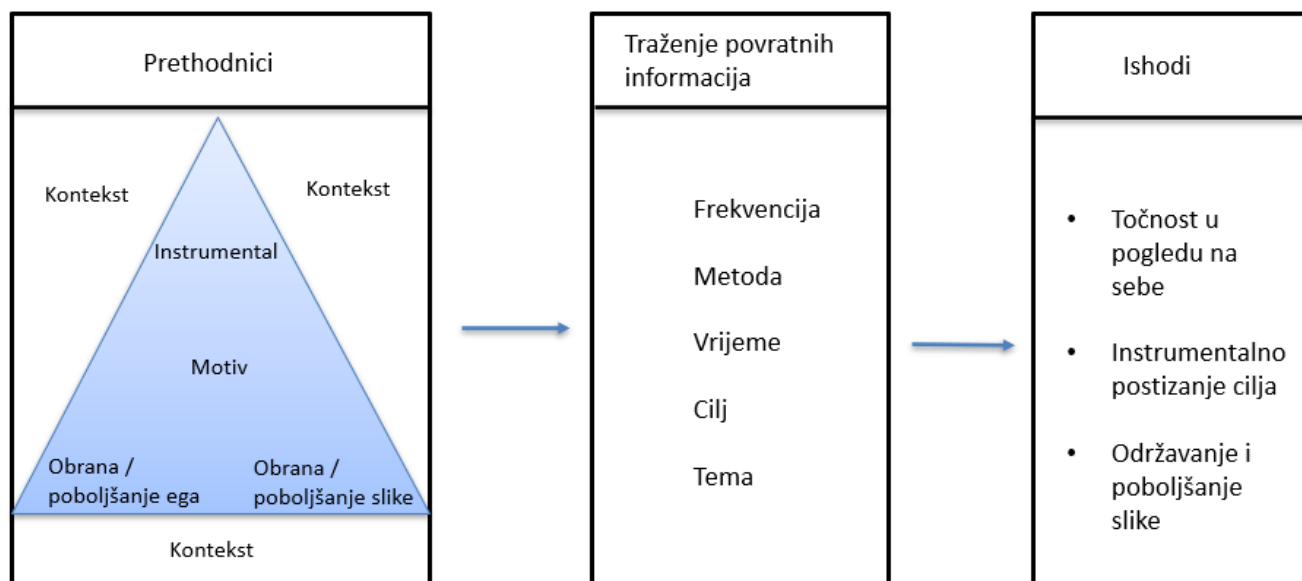 Prethodnici
Kontekst
Kontekst
Instrumental
Motiv
Obrana /
poboljšanje ega
Obrana /
poboljšanje slike
Kontekst
Traženje povratnih
informacija
Frekvencija
Metoda
Vrijeme
Cilj
Tema
Ishodi
• Točnost u
pogledu na
sebe
• Instrumentalno
postizanje cilja
• Održavanje i
poboljšanje
slike